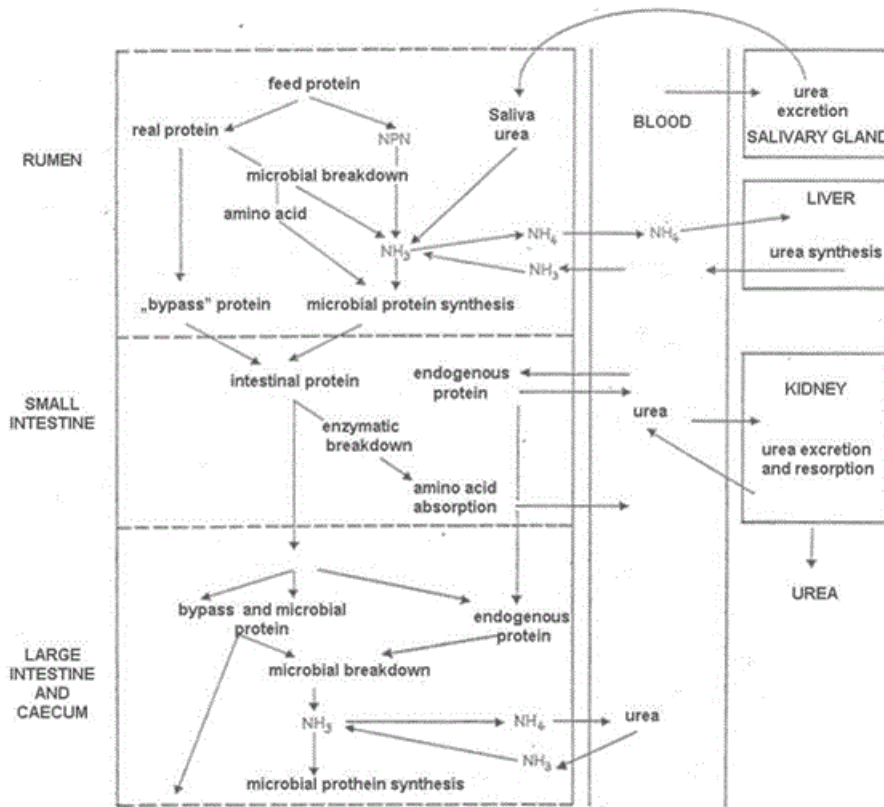 feed protein
real protein
NPN
Saliva
urea
BLOOD
urea
excretion
SALIVARY GLAND
RUMEN
microbial breakdown
amino acid
LIVER
NH3
NH4
NH4
urea synthesis
NH3
„bypass” protein
microbial protein synthesis
intestinal protein
endogenous
protein
KIDNEY
SMALL
INTESTINE
urea
enzymatic
breakdown
urea excretion
and resorption
amino acid
absorption
UREA
bypass and microbial
protein
endogenous
protein
LARGE
INTESTINE
AND
CAECUM
microbial breakdown
NH3
NH4
urea
NH3
microbial prothein synthesis